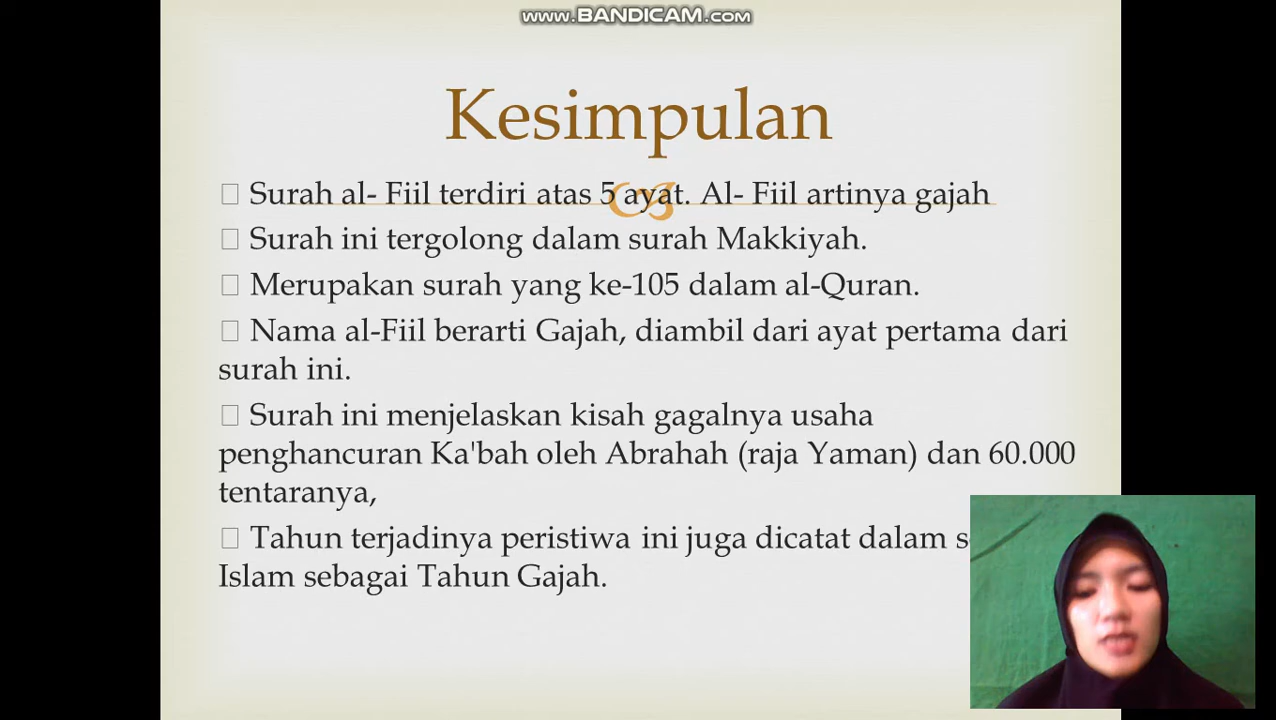 www.BANDICAM.com
Kesimpulan
Surah al- Fiil terdiri atas 5 ayat. Al- Fiil artinya gajah
Surah ini tergolong dalam surah Makkiyah.
Merupakan surah yang ke-105 dalam al-Quran.
Nama al-Fiil berarti Gajah, diambil dari ayat pertama dari
surah ini.
Surah ini menjelaskan kisah gagalnya usaha
penghancuran Ka'bah oleh Abrahah (raja Yaman) dan 60.000
tentaranya,
Tahun terjadinya peristiwa ini juga dicatat dalam
Islam sebagai Tahun Gajah.